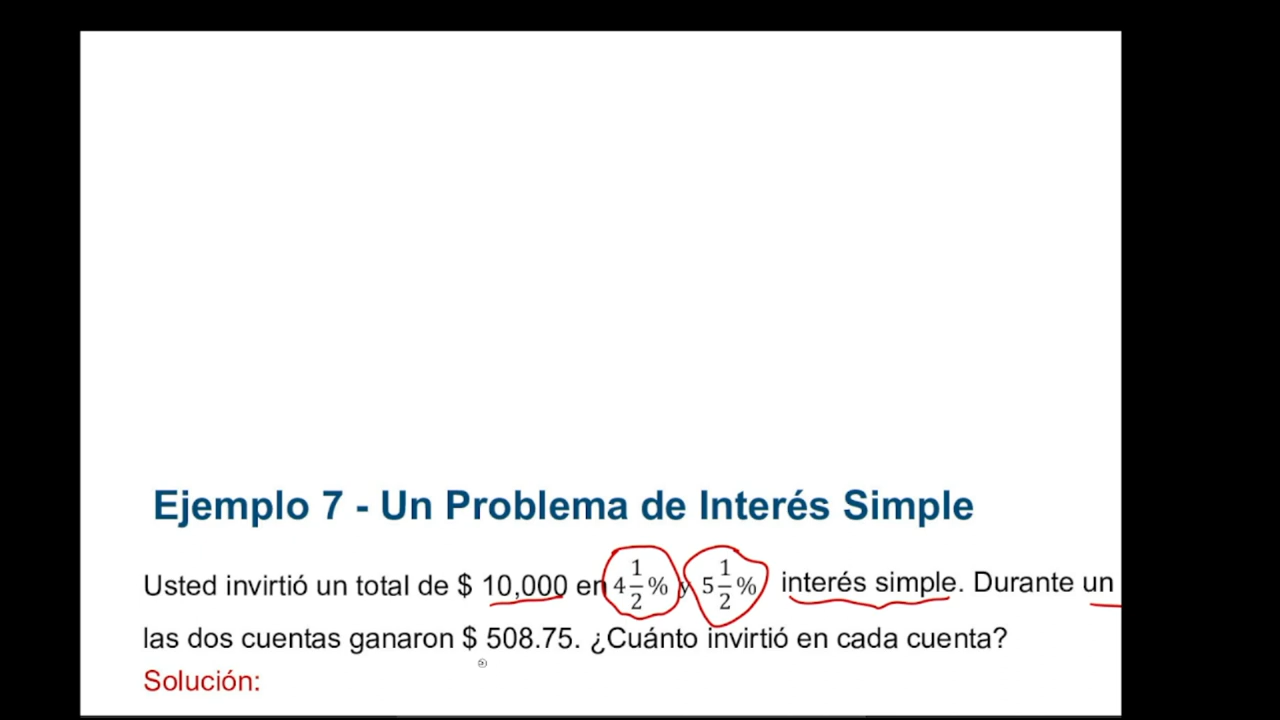 Ejemplo 7 - Un Problema de Interés Simple
Usted invirtió un total de $ 10,000 en 4 1/2 % y 5 1/2 % interés simple. Durante un
las dos cuentas ganaron $ 508.75. ¿Cuánto invirtió en cada cuenta?
Solución: